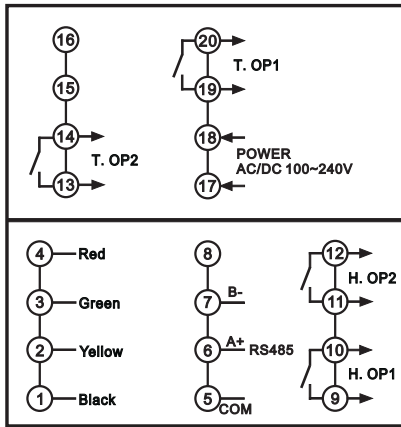 16
15
14
13
T. OP2
20
19
T. OP1
18
17
POWER
AC/DC 100~240V
4 Red
3 Green
2 Yellow
1 Black
8
7 B-
6 A+ RS485
5 COM
12
11
H. OP2
10
9
H. OP1